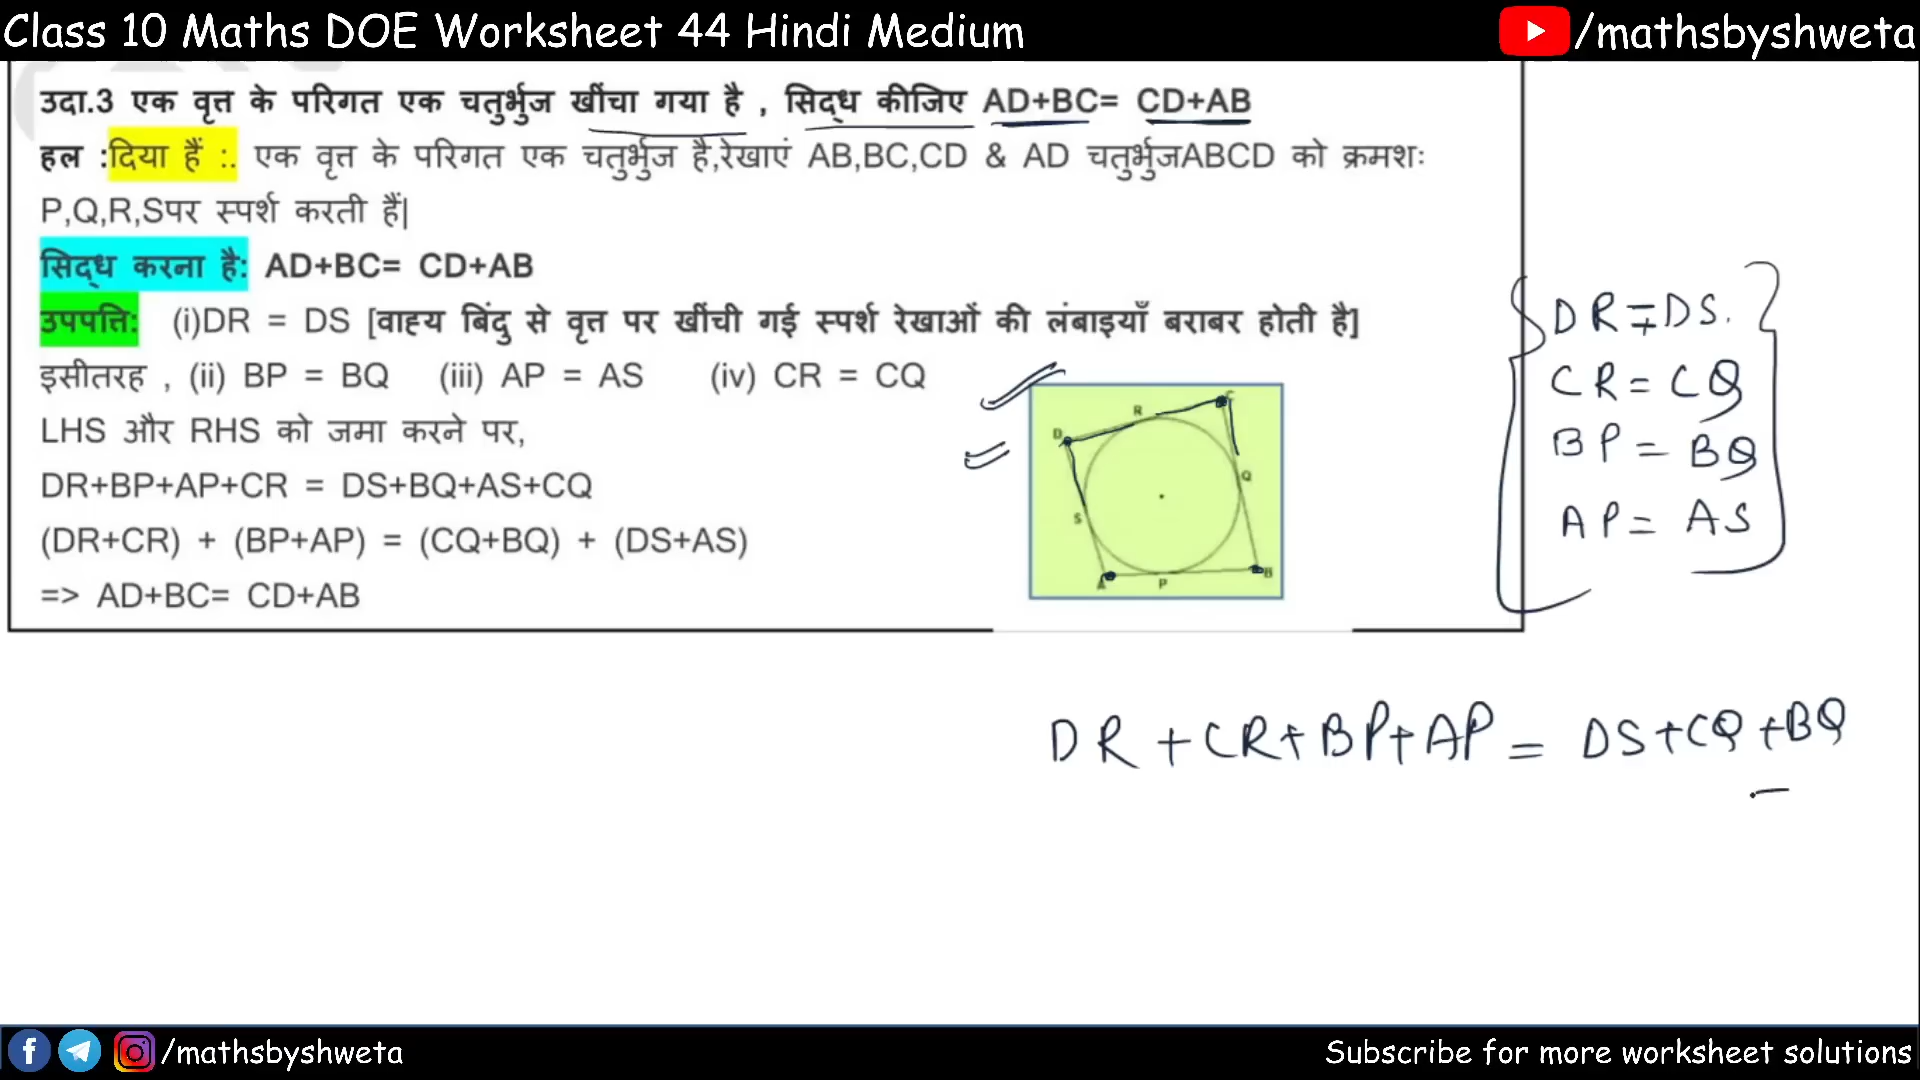 Class 10 Maths DOE Worksheet 44 Hindi Medium
/mathsbyshweta
उदा.3 एक वृत्त के परिगत एक चतुर्भुज खींचा गया है , सिद्ध कीजिए AD+BC= CD+AB
हल :दिया हैं :. एक वृत्त के परिगत एक चतुर्भुज है,रेखाएं AB,BC,CD & AD चतुर्भुजABCD को क्रमशः
P,Q,R,Sपर स्पर्श करती हैं|
सिद्ध करना है: AD+BC= CD+AB
उपपत्ति: (i)DR = DS [वाह्य बिंदु से वृत्त पर खींची गई स्पर्श रेखाओं की लंबाइयाँ बराबर होती है]
इसीतरह , (ii) BP = BQ (iii) AP = AS (iv) CR = CQ
LHS और RHS को जमा करने पर,
DR+BP+AP+CR = DS+BQ+AS+CQ
(DR+CR) + (BP+AP) = (CQ+BQ) + (DS+AS)
=> AD+BC= CD+AB
C
R
D
Q
S
A
P
B
DR = DS.
CR = CQ
BP = BQ
AP = AS
DR + CR + BP + AP = DS + CQ + BQ
/mathsbyshweta
Subscribe for more worksheet solutions